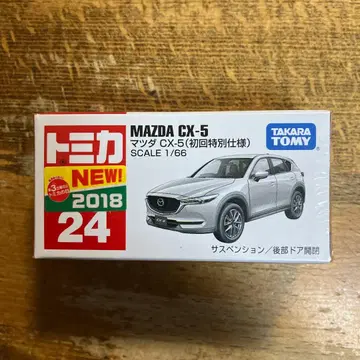 トミカ
NEW!
2018
24
MAZDA CX-5
マツダ CX-5(初回特別仕様)
SCALE 1/66
TAKARA
TOMY
サスペンション/後部ドア開閉